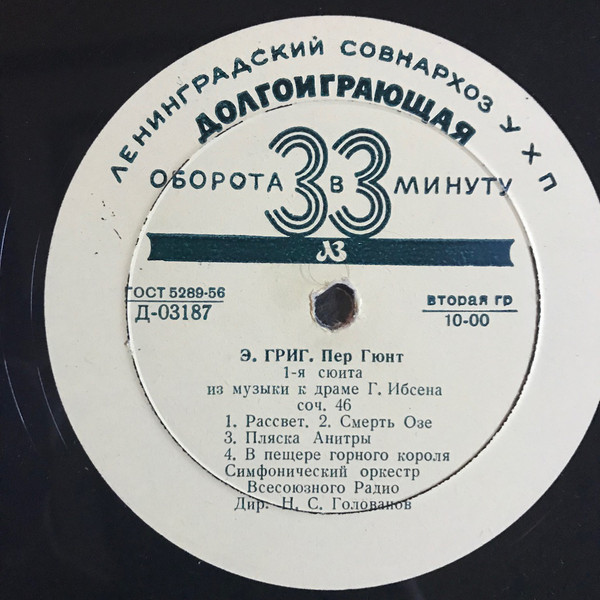 ЛЕНИНГРАДСКИЙ СОВНАРХОЗ УХП
ДОЛГОИГРАЮЩАЯ
ОБОРОТА 33 В МИНУТУ
ЛЗ
ГОСТ 5289-56
Д-03187
ВТОРАЯ ГР
10-00
Э. ГРИГ. Пер Гюнт
1-я сюита
из музыки к драме Г. Ибсена
соч. 46
1. Рассвет. 2. Смерть Озе
3. Пляска Анитры
4. В пещере горного короля
Симфонический оркестр
Всесоюзного Радио
Дир. Н. С. Голованов